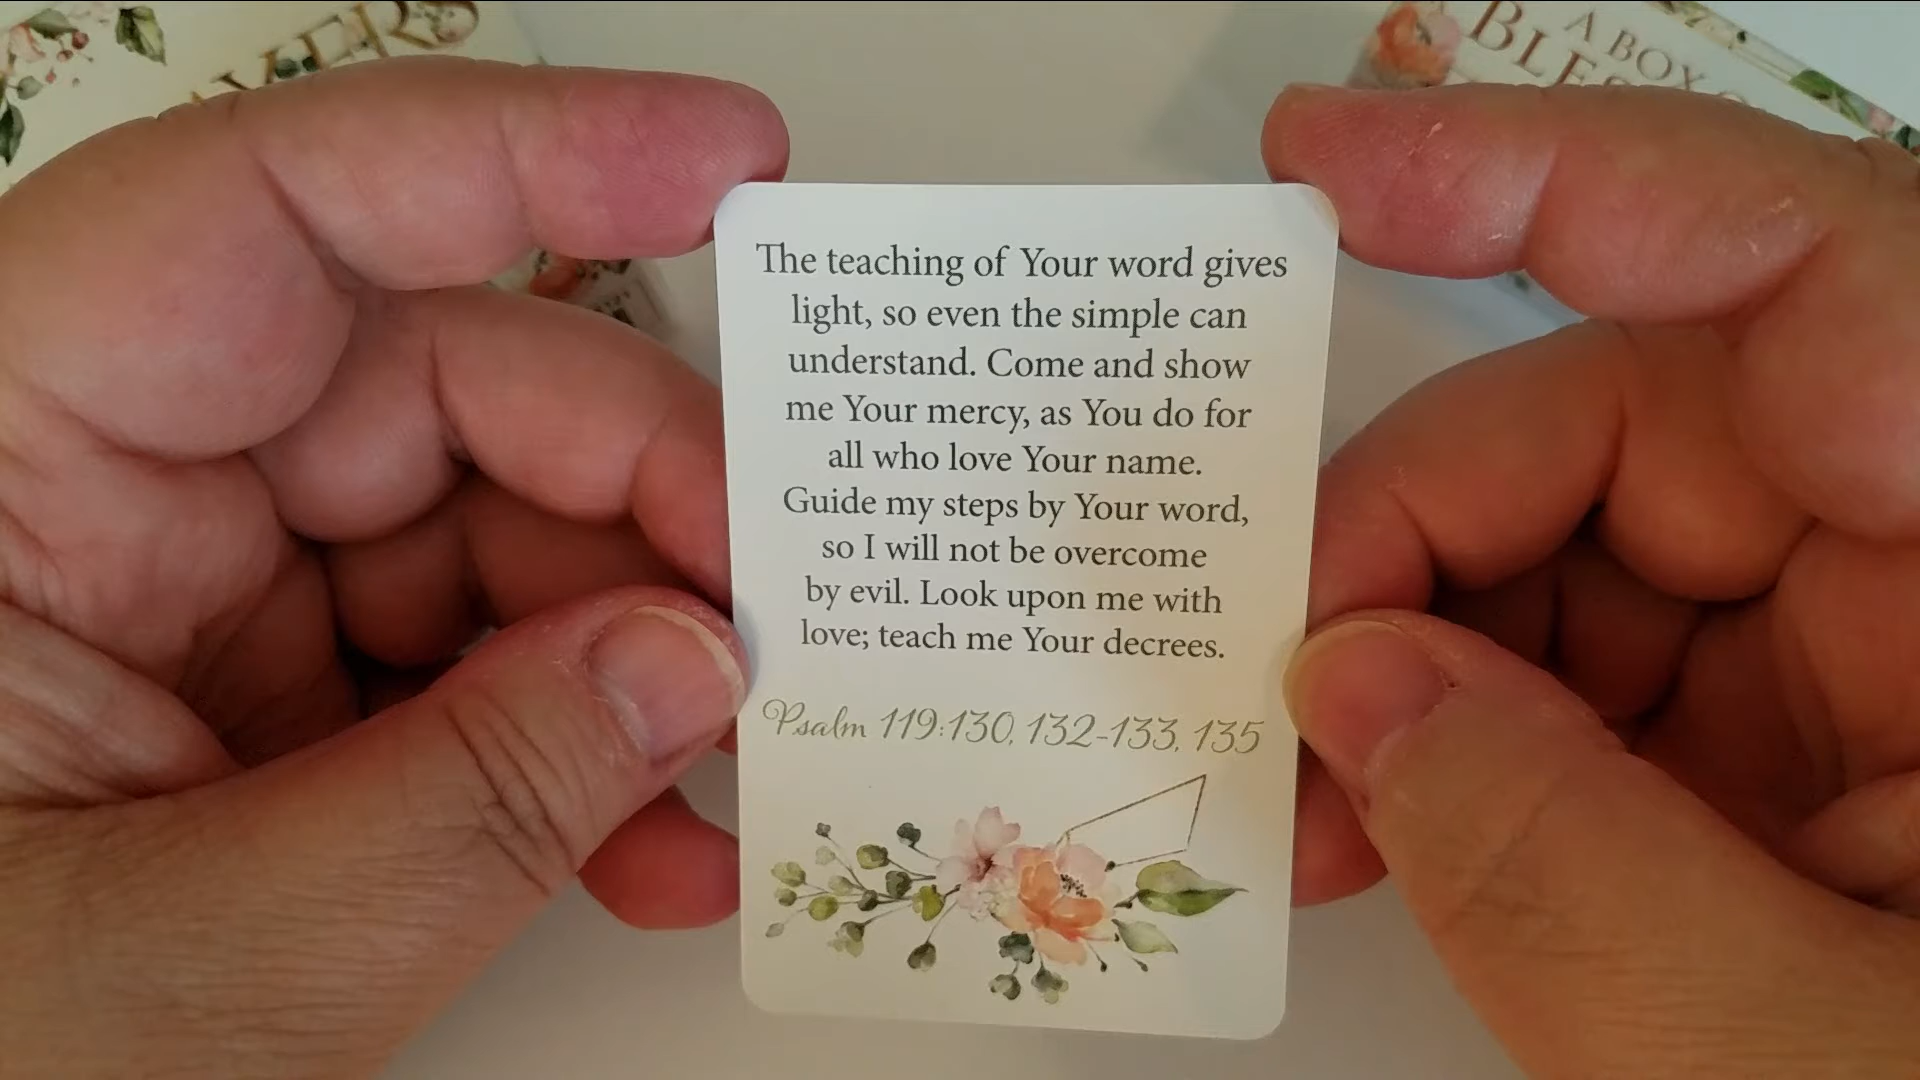 A BOX
The teaching of Your word gives
light, so even the simple can
understand. Come and show
me Your mercy, as You do for
all who love Your name.
Guide my steps by Your word,
so I will not be overcome
by evil. Look upon me with
love; teach me Your decrees.
Psalm 119:130, 132-133, 135